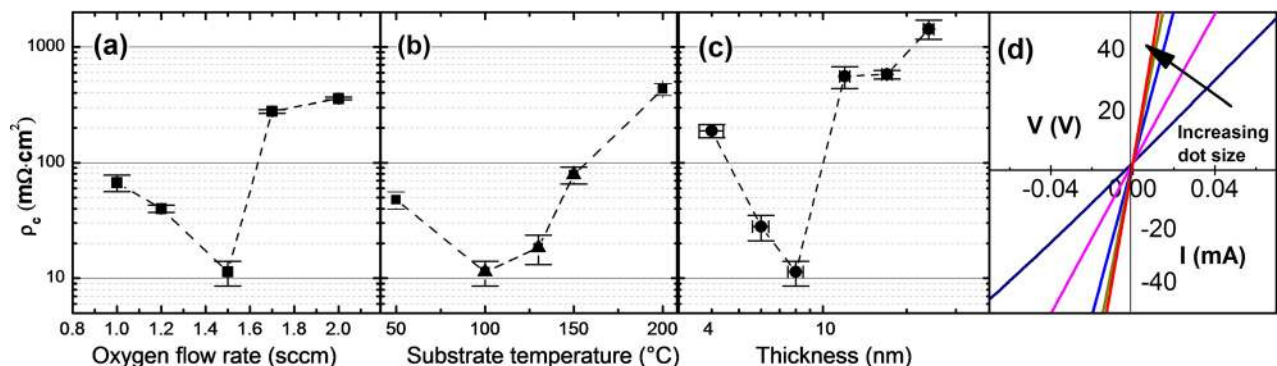 ρc (mΩ·cm²)
1000
100
10
(a)
0.8 1.0 1.2 1.4 1.6 1.8 2.0
Oxygen flow rate (sccm)
(b)
50 100 150 200
Substrate temperature (°C)
(c)
4 10
Thickness (nm)
(d)
40
20
V (V)
Increasing
dot size
-0.04 0.00 0.04
-20
I (mA)
-40